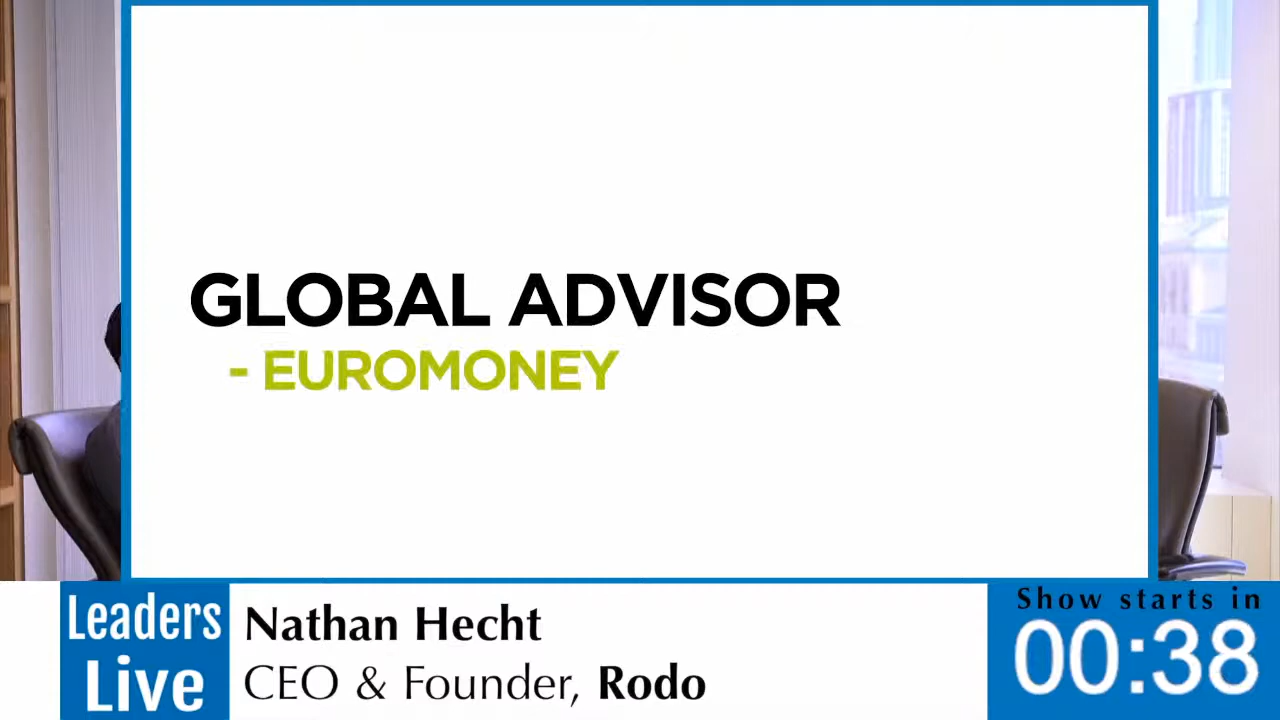 GLOBAL ADVISOR
- EUROMONEY
Leaders
Live
Nathan Hecht
CEO & Founder, Rodo
Show starts in
00:38